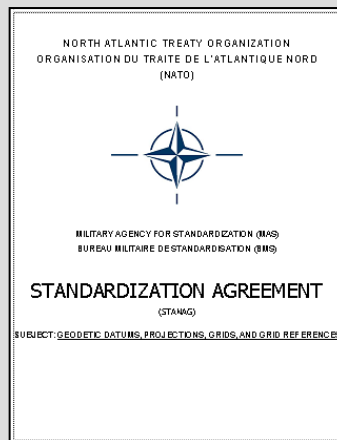 NORTH ATLANTIC TREATY ORGANIZATION
ORGANISATION DU TRAITE DE L'ATLANTIQUE NORD
(NATO)
MILITARY AGENCY FOR STANDARDIZATION (MAS)
BUREAU MILITAIRE DE STANDARDISATION (BMS)
STANDARDIZATION AGREEMENT
(STANAG)
SUBJECT: GEODETIC DATUMS, PROJECTIONS, GRIDS, AND GRID REFERENCES